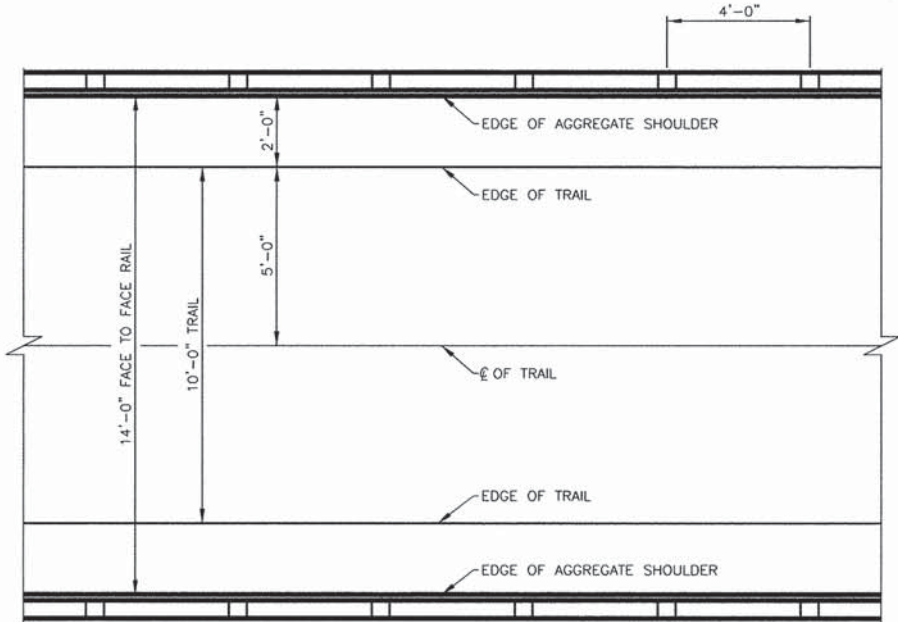 4'-0"
EDGE OF AGGREGATE SHOULDER
2'-0"
EDGE OF TRAIL
5'-0"
14'-0" FACE TO FACE RAIL
10'-0" TRAIL
℄ OF TRAIL
EDGE OF TRAIL
EDGE OF AGGREGATE SHOULDER